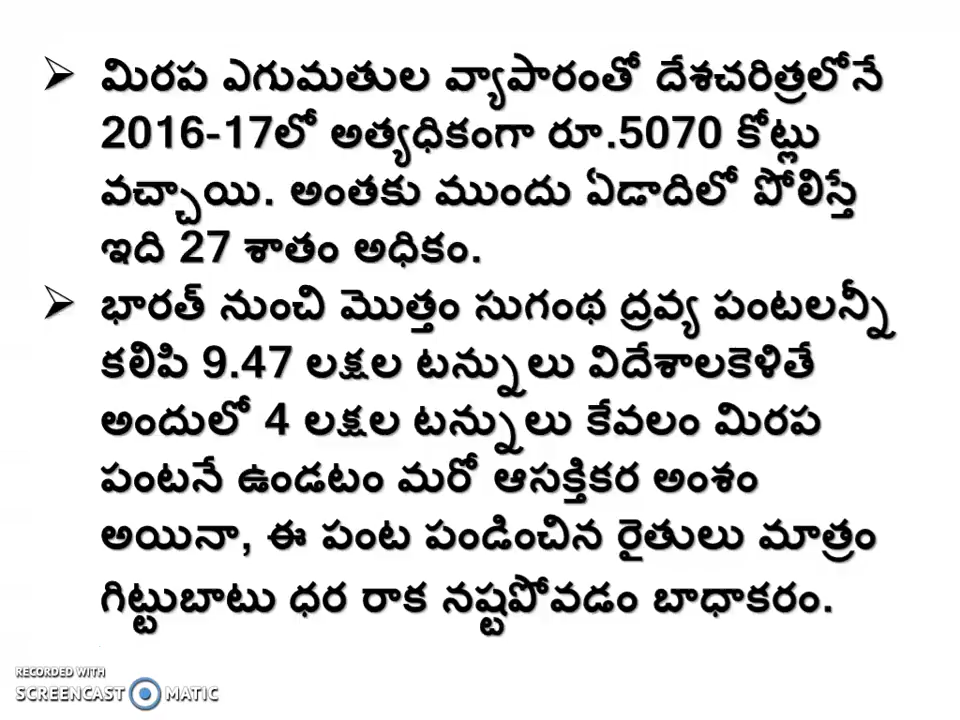 ➢ మిరప ఎగుమతుల వ్యాపారంతో దేశచరిత్రలోనే
2016-17లో అత్యధికంగా రూ.5070 కోట్లు
వచ్చాయి. అంతకు ముందు ఏడాదిలో పోలిస్తే
ఇది 27 శాతం అధికం.
➢ భారత్ నుంచి మొత్తం సుగంథ ద్రవ్య పంటలన్నీ
కలిపి 9.47 లక్షల టన్నులు విదేశాలకెళితే
అందులో 4 లక్షల టన్నులు కేవలం మిరప
పంటనే ఉండటం మరో ఆసక్తికర అంశం
అయినా, ఈ పంట పండించిన రైతులు మాత్రం
గిట్టుబాటు ధర రాక నష్టపోవడం బాధాకరం.
RECORDED WITH
SCREENCAST MATIC